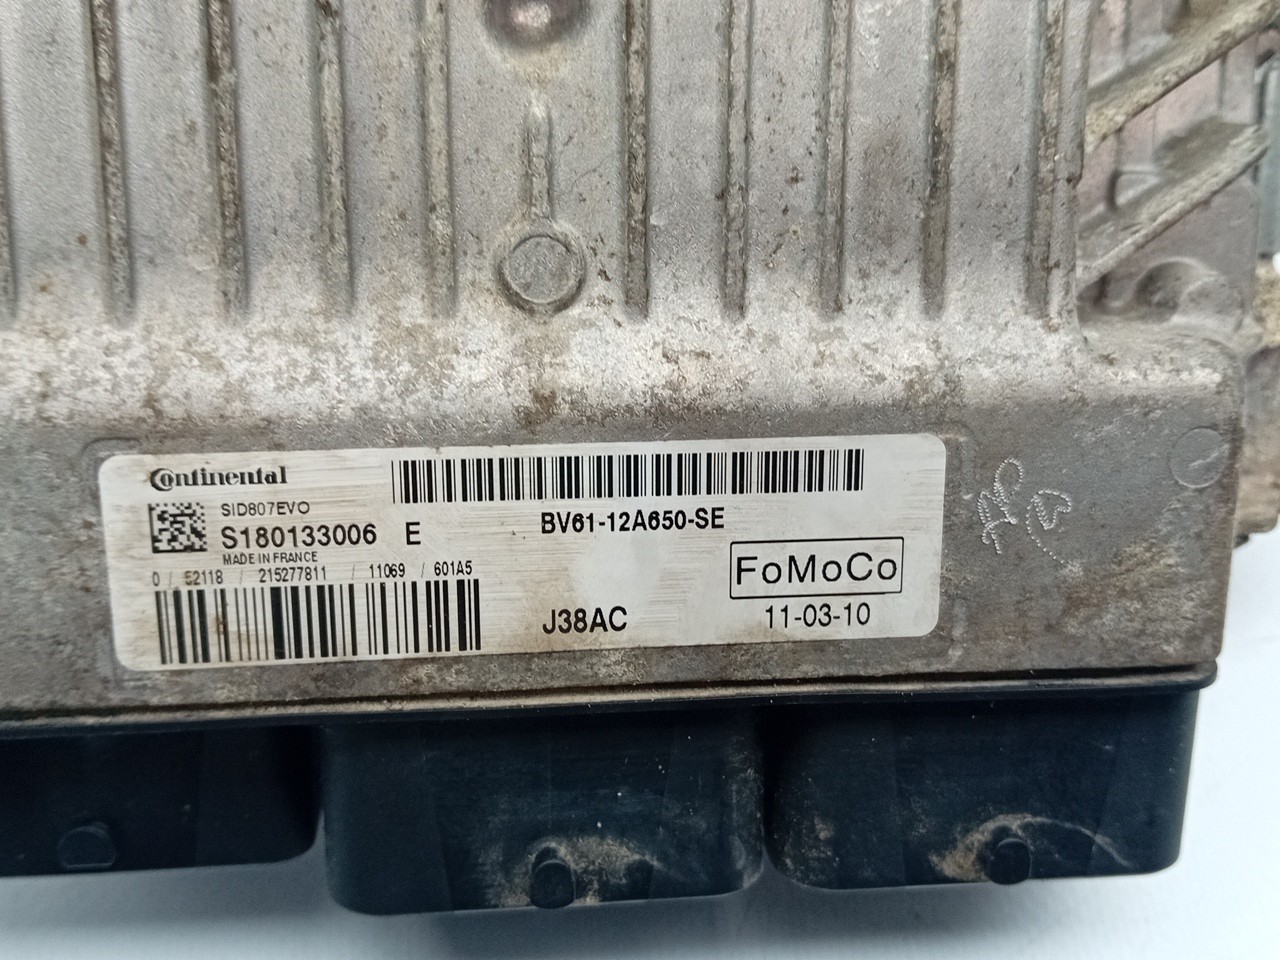 Continental
SID807EVO
S180133006 E
MADE IN FRANCE
0 / 52118 / 215277811 / 11069 / 601A5
BV61-12A650-SE
FoMoCo
J38AC
11-03-10